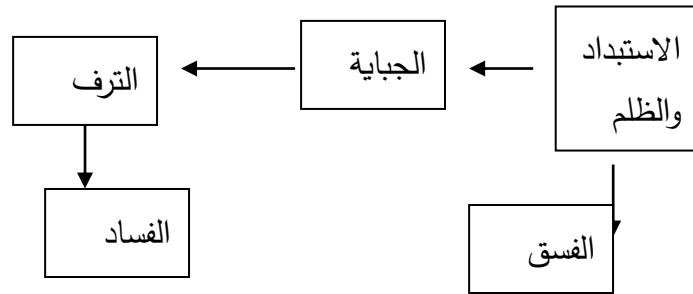 الاستبداد
والظلم
الجباية
الترف
الفساد
الفسق